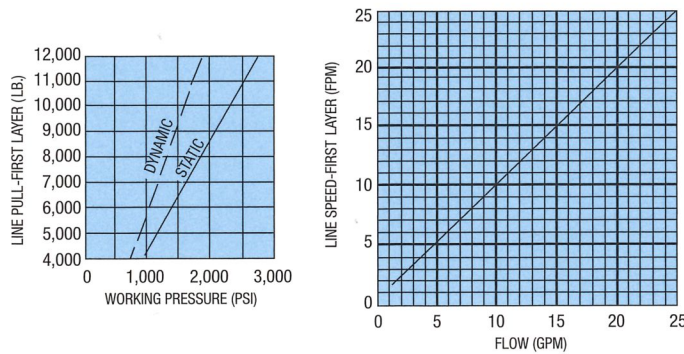 12,000
11,000
10,000
9,000
8,000
7,000
6,000
5,000
4,000
LINE PULL-FIRST LAYER (LB.)
DYNAMIC
STATIC
0 1,000 2,000 3,000
WORKING PRESSURE (PSI)
25
20
15
10
5
0
LINE SPEED-FIRST LAYER (FPM)
0 5 10 15 20 25
FLOW (GPM)